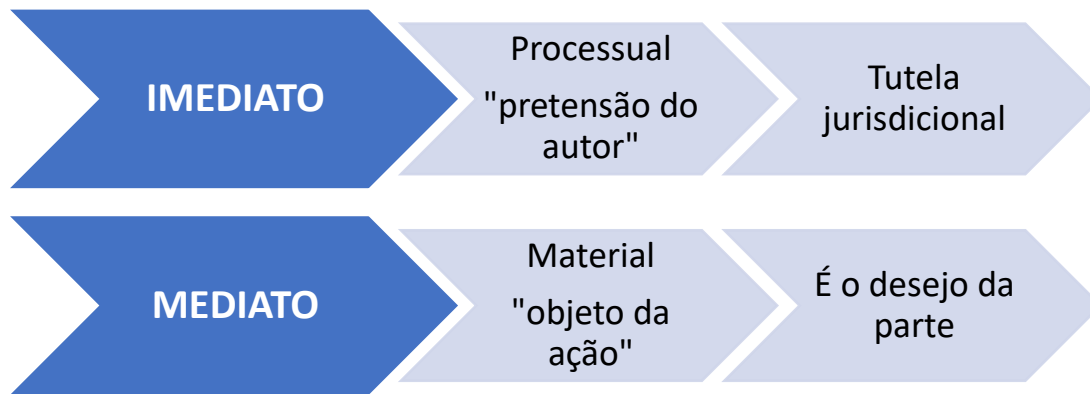 IMEDIATO
Processual
"pretensão do
autor"
Tutela
jurisdicional
MEDIATO
Material
"objeto da
ação"
É o desejo da
parte